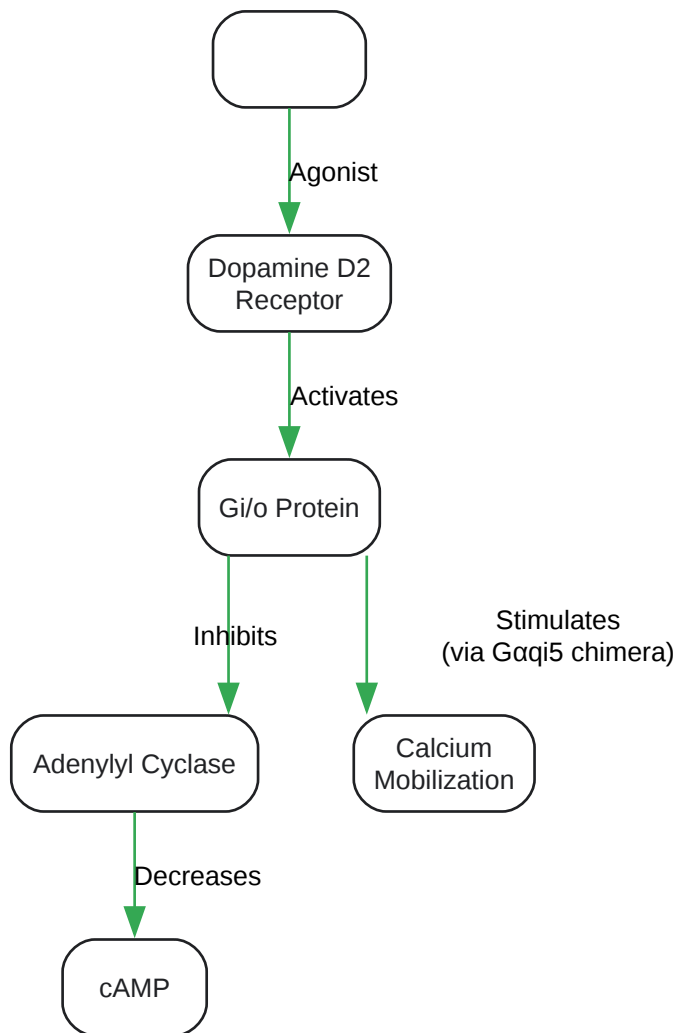 Agonist
Dopamine D2
Receptor
Activates
Gi/o Protein
Inhibits
Stimulates
(via Gαqi5 chimera)
Adenylyl Cyclase
Calcium
Mobilization
Decreases
cAMP